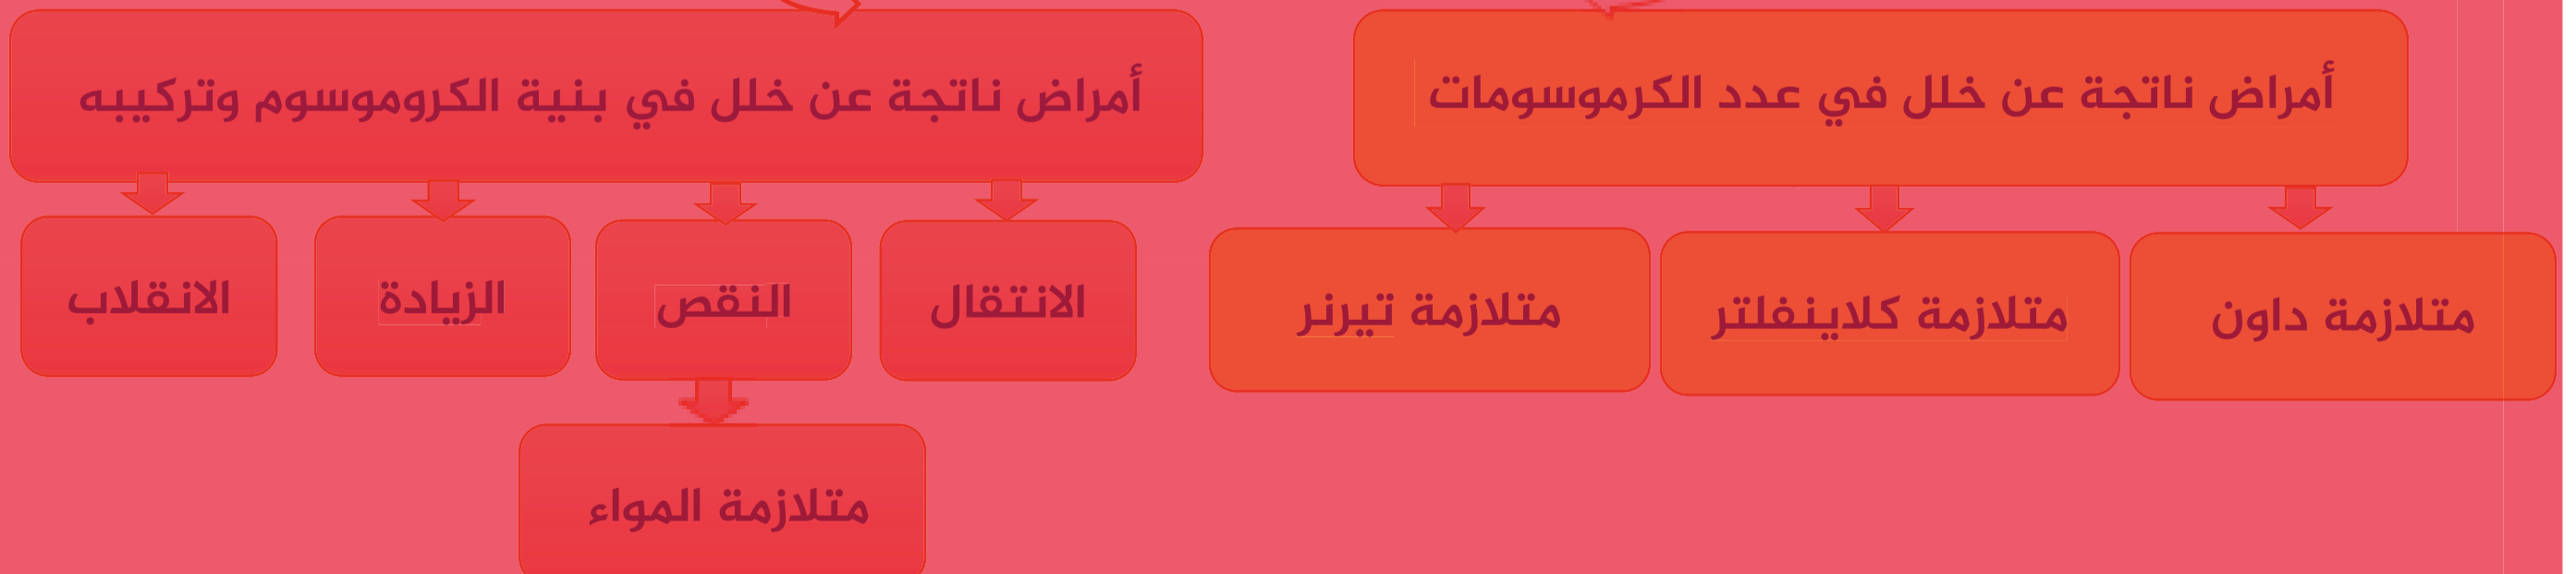 أمراض ناتجة عن خلل في عدد الكرموسومات
أمراض ناتجة عن خلل في بنية الكروموسوم وتركيبه
متلازمة داون
متلازمة كلاينفلتر
متلازمة تيرنر
الانتقال
النقص
الزيادة
الانقلاب
متلازمة المواء